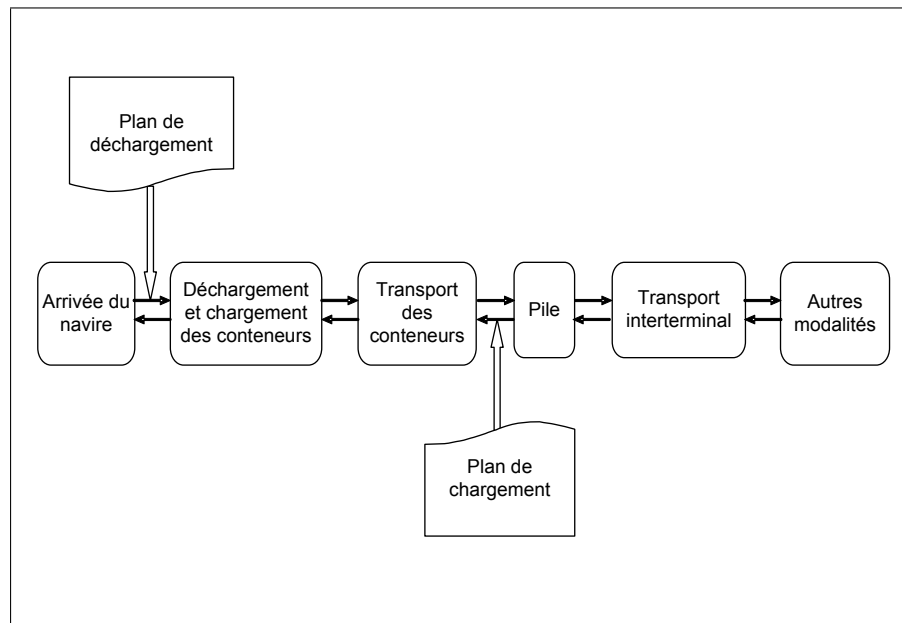 Plan de
déchargement
Arrivée du
navire
Déchargement
et chargement
des conteneurs
Transport
des
conteneurs
Pile
Transport
interterminal
Autres
modalités
Plan de
chargement